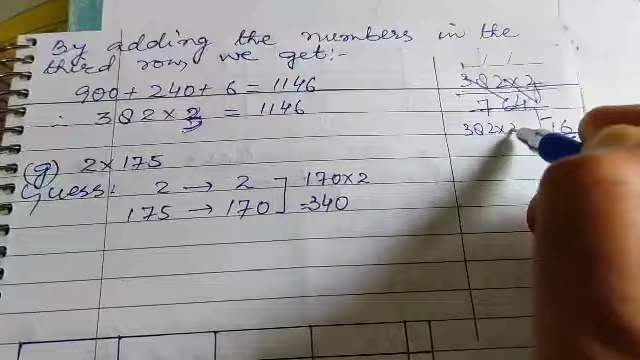 By adding the numbers in the
third row, we get:-
900 + 240 + 6 = 1146
∴ 382 × 3 = 1146
(g) 2 × 175
Guess: 2 → 2 ] 170 × 2
175 → 170 ] = 340
382 × 2
764
382 ×